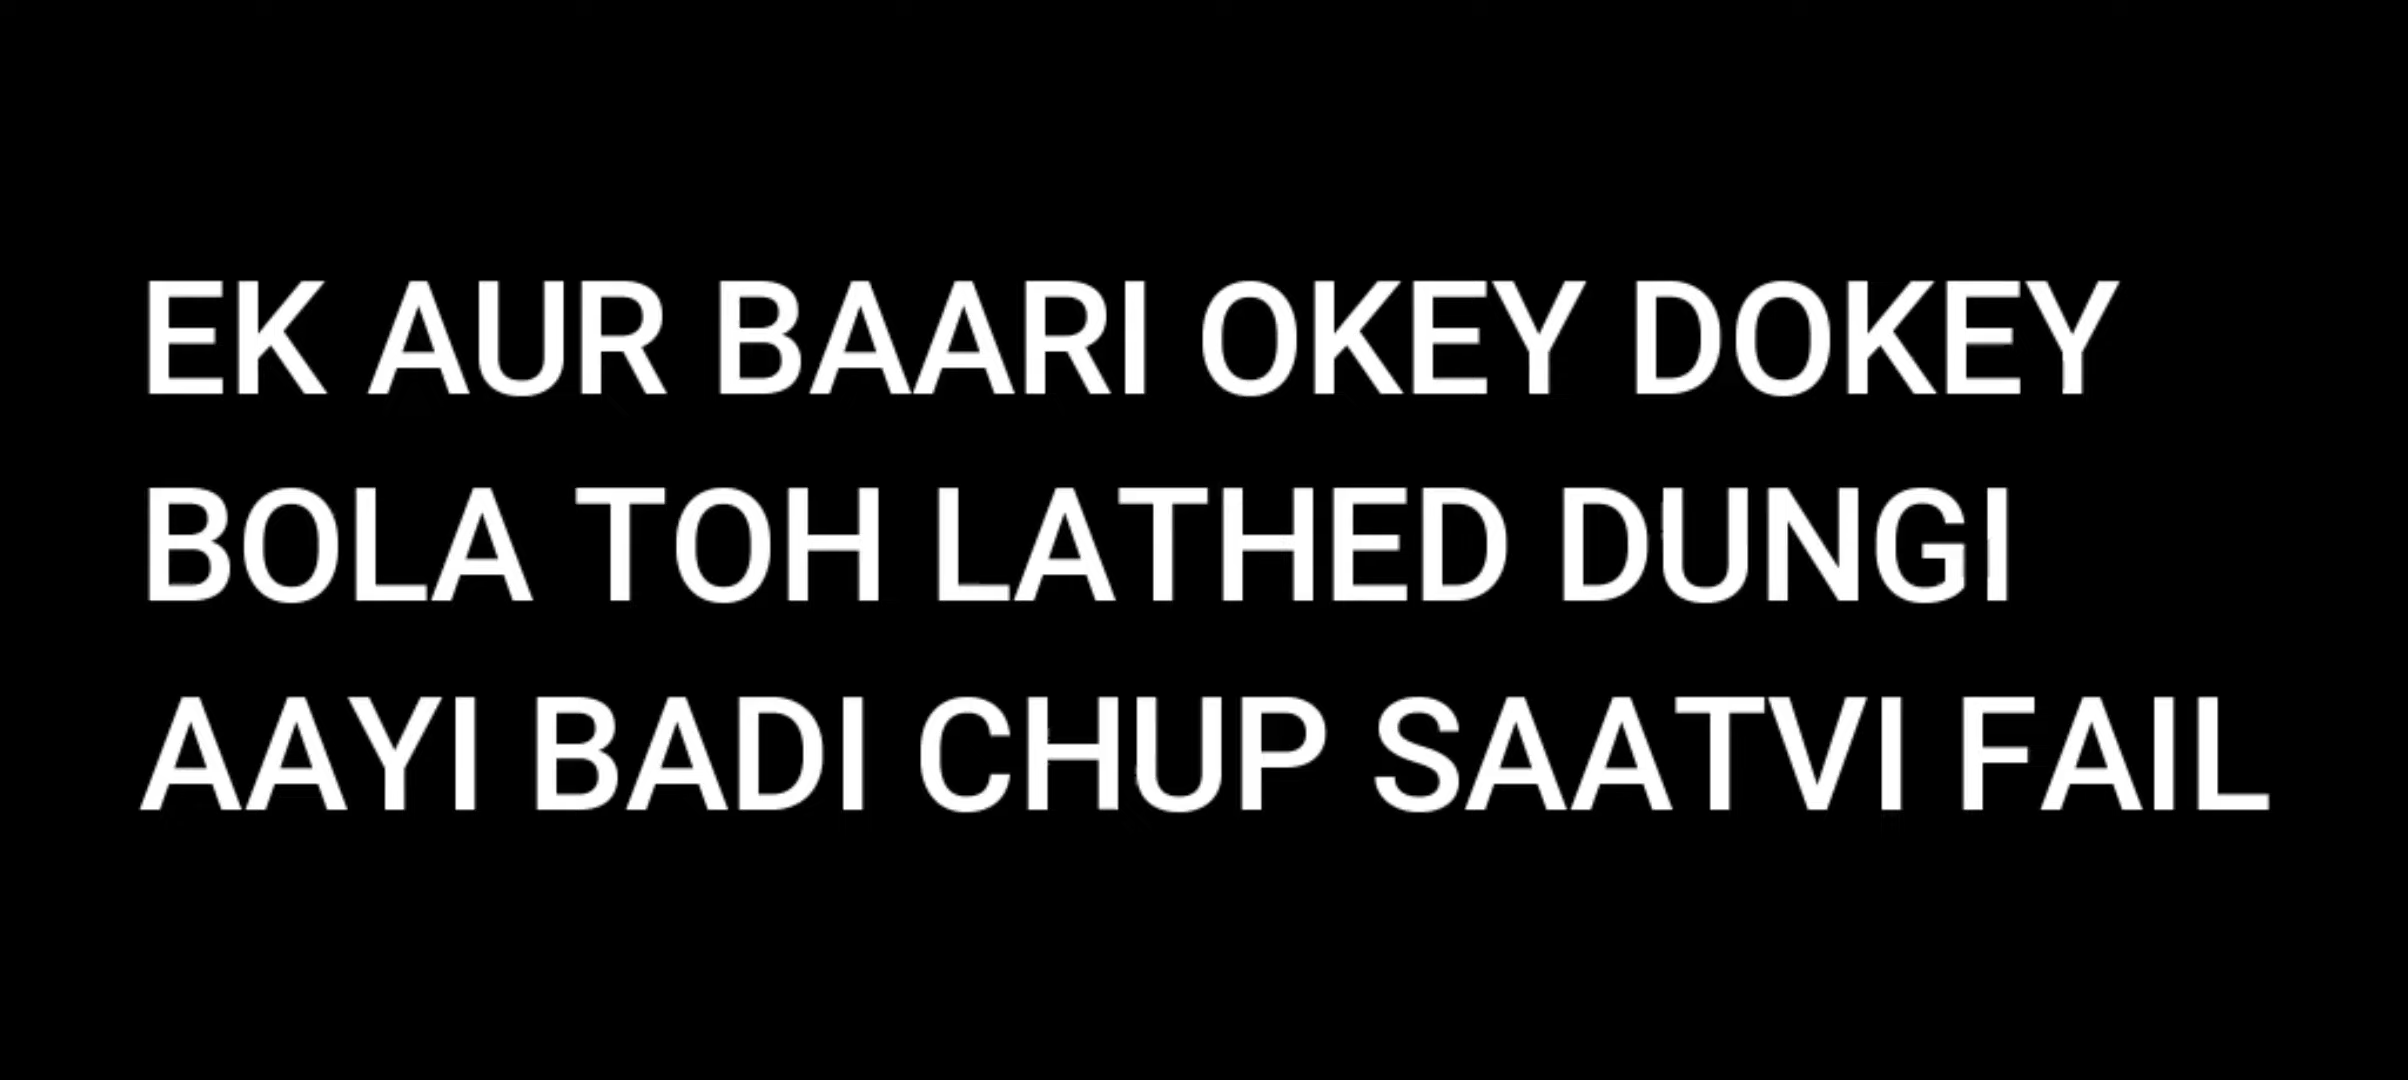 EK AUR BAARI OKEY DOKEY
BOLA TOH LATHED DUNGI
AAYI BADI CHUP SAATVI FAIL